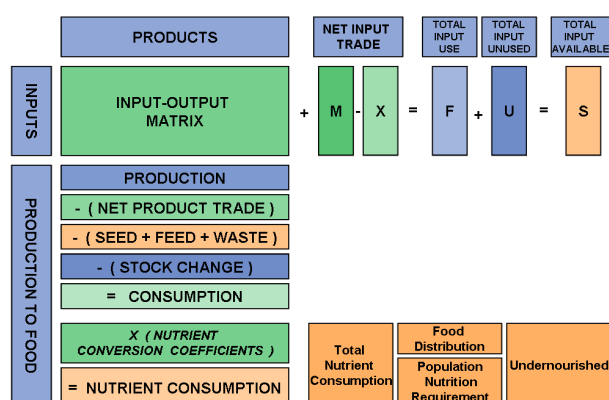 PRODUCTS
NET INPUT
TRADE
TOTAL
INPUT
USE
TOTAL
INPUT
UNUSED
TOTAL
INPUT
AVAILABLE
INPUTS
INPUT-OUTPUT
MATRIX
+ M - X = F + U = S
PRODUCTION TO FOOD
PRODUCTION
- ( NET PRODUCT TRADE )
- ( SEED + FEED + WASTE )
- ( STOCK CHANGE )
= CONSUMPTION
X ( NUTRIENT
CONVERSION COEFFICIENTS )
= NUTRIENT CONSUMPTION
Total
Nutrient
Consumption
Food
Distribution
Population
Nutrition
Requirement
Undernourished